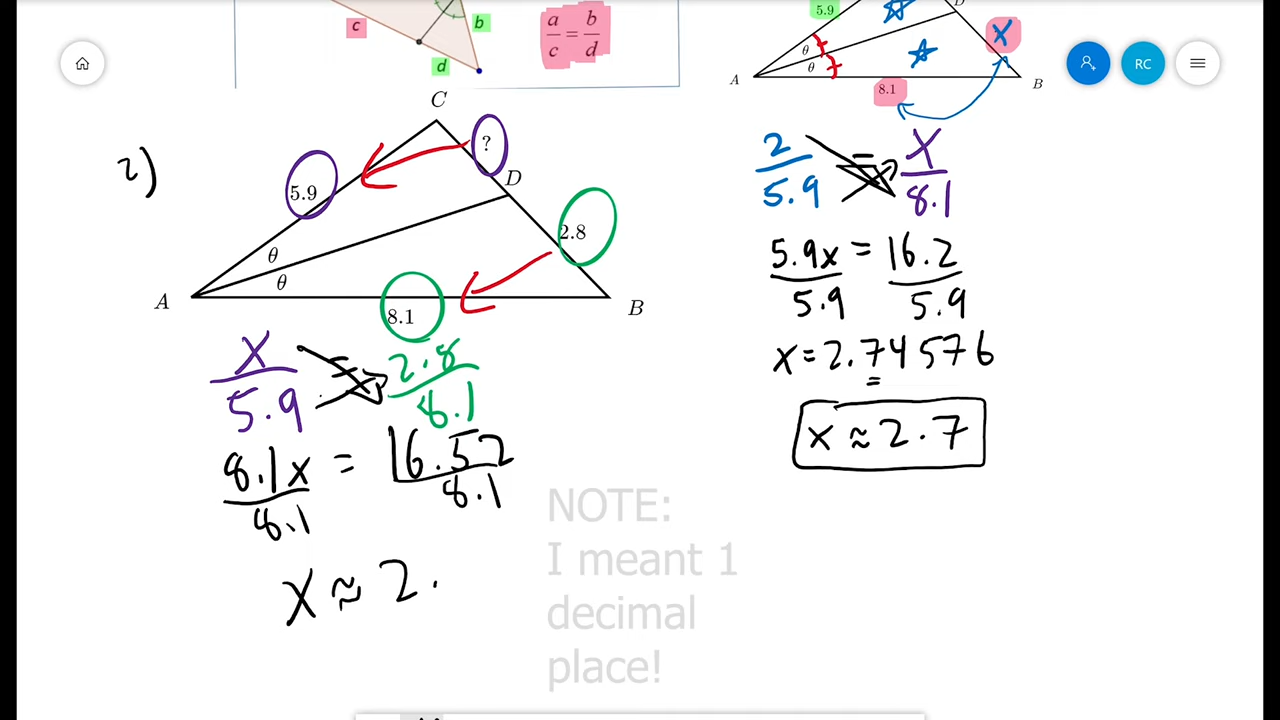 c
b
d
a/c = b/d
5.9
D
θ
θ
X
A
8.1
B
RC
2)
C
?
5.9
D
2.8
θ
θ
A
8.1
B
x/5.9 = 2.8/8.1
8.1x/8.1 = 16.52/8.1
x ≈ 2.
2/5.9 = x/8.1
5.9x/5.9 = 16.2/5.9
x = 2.74576
x ≈ 2.7
NOTE:
I meant 1
decimal
place!